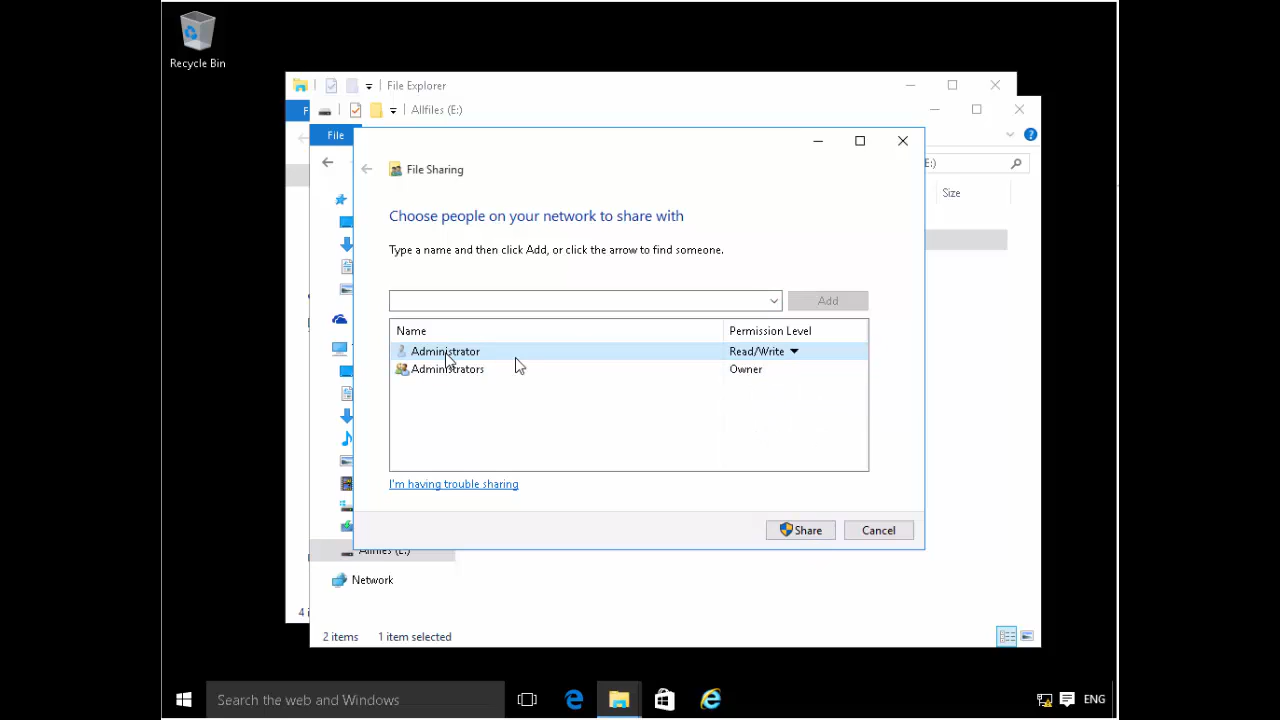 Recycle Bin
File Explorer
Allfiles (E:)
F
File
E:)
Size
File Sharing
Choose people on your network to share with
Type a name and then click Add, or click the arrow to find someone.
Add
Name
Permission Level
Administrator
Read/Write
Administrators
Owner
I'm having trouble sharing
Share
Cancel
Allfiles (E:)
Network
4 i
2 items
1 item selected
Search the web and Windows
ENG